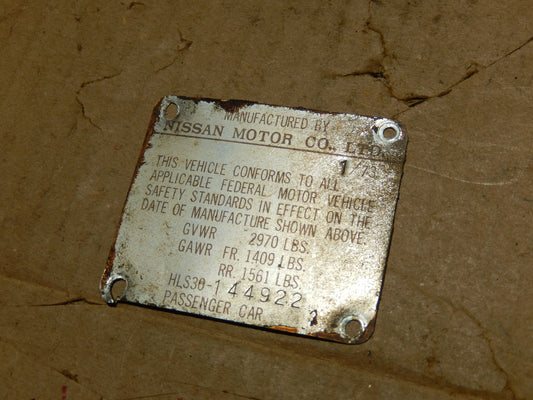 MANUFACTURED BY
NISSAN MOTOR CO., LTD.
1/73
THIS VEHICLE CONFORMS TO ALL
APPLICABLE FEDERAL MOTOR VEHICLE
SAFETY STANDARDS IN EFFECT ON THE
DATE OF MANUFACTURE SHOWN ABOVE.
GVWR 2970 LBS.
GAWR FR. 1409 LBS.
RR. 1561 LBS.
HLS30-144922
PASSENGER CAR